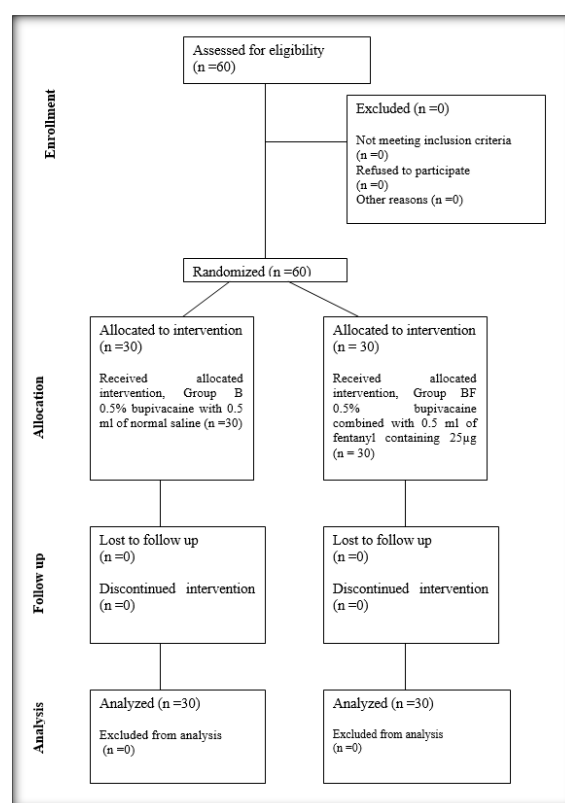 Assessed for eligibility
(n =60)
Enrollment
Excluded (n =0)
Not meeting inclusion criteria
(n =0)
Refused to participate
(n =0)
Other reasons (n =0)
Randomized (n =60)
Allocation
Allocated to intervention
(n =30)
Received allocated
intervention, Group B
0.5% bupivacaine with 0.5
ml of normal saline (n =30)
Allocated to intervention
(n = 30)
Received allocated
intervention, Group BF
0.5% bupivacaine
combined with 0.5 ml of
fentanyl containing 25µg
(n = 30)
Follow up
Lost to follow up
(n =0)
Discontinued intervention
(n =0)
Lost to follow up
(n =0)
Discontinued intervention
(n =0)
Analysis
Analyzed (n =30)
Excluded from analysis
(n =0)
Analyzed (n =30)
Excluded from analysis
(n =0)